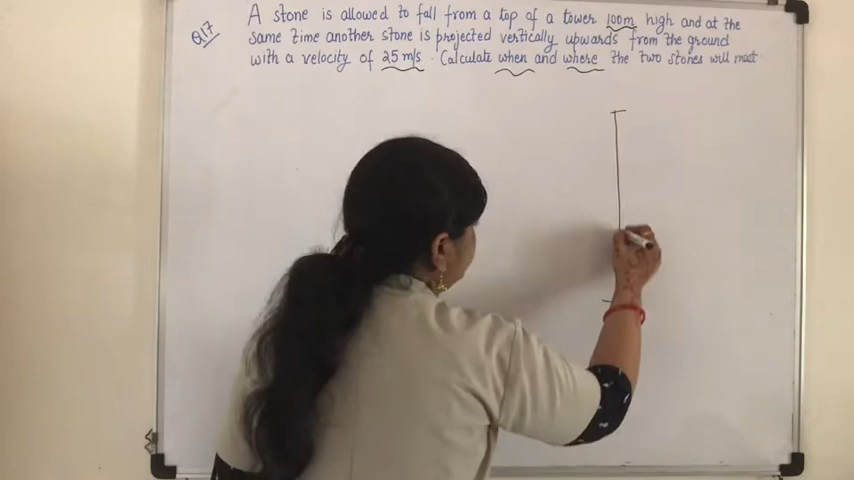 Q17 A stone is allowed to fall from a top of a tower 100m high and at the
same time another stone is projected vertically upwards from the ground
with a velocity of 25 m/s. Calculate when and where the two stones will meet.